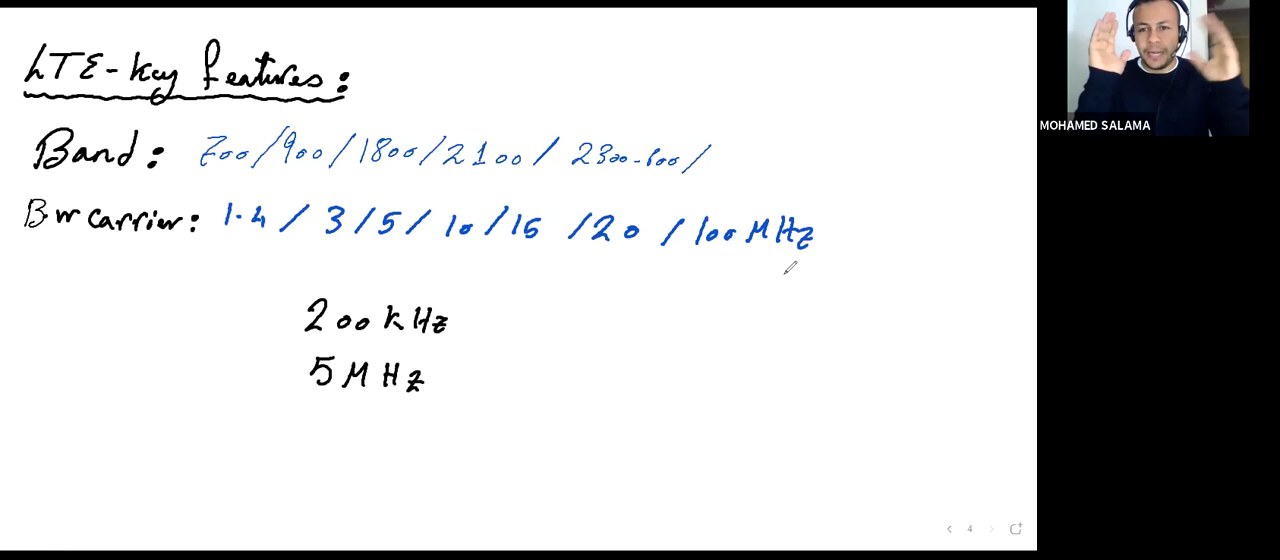 LTE-Key features:
Band: 700/900/1800/2100/ 2300-600/
Bw carrier: 1.4 / 3 /5/ 10/15 /20 / 100 MHz
200 kHz
5 MHz
MOHAMED SALAMA
4